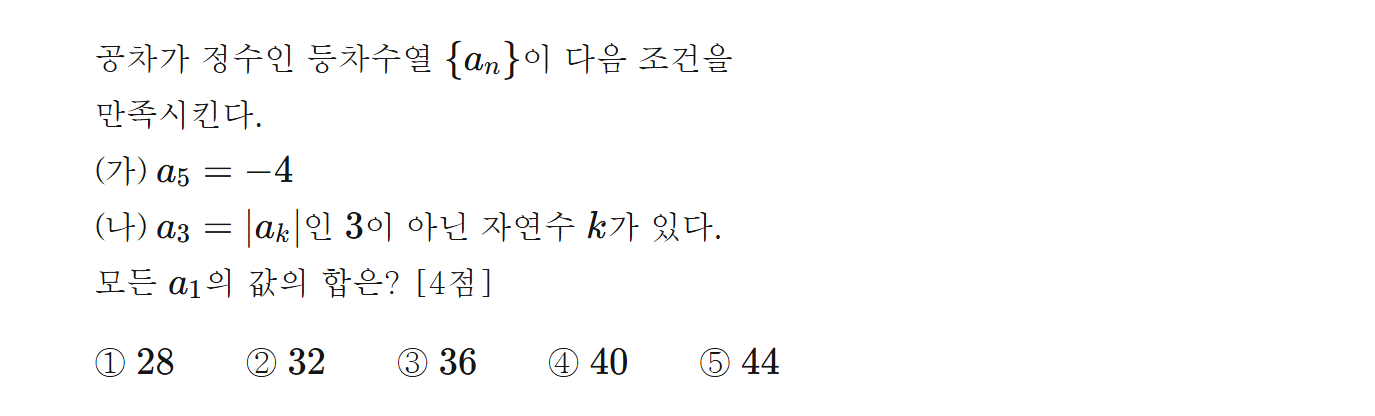 공차가 정수인 등차수열 {aₙ}이 다음 조건을
만족시킨다.
(가) a₅ = −4
(나) a₃ = |aₖ|인 3이 아닌 자연수 k가 있다.
모든 a₁의 값의 합은? [4점]
① 28 ② 32 ③ 36 ④ 40 ⑤ 44